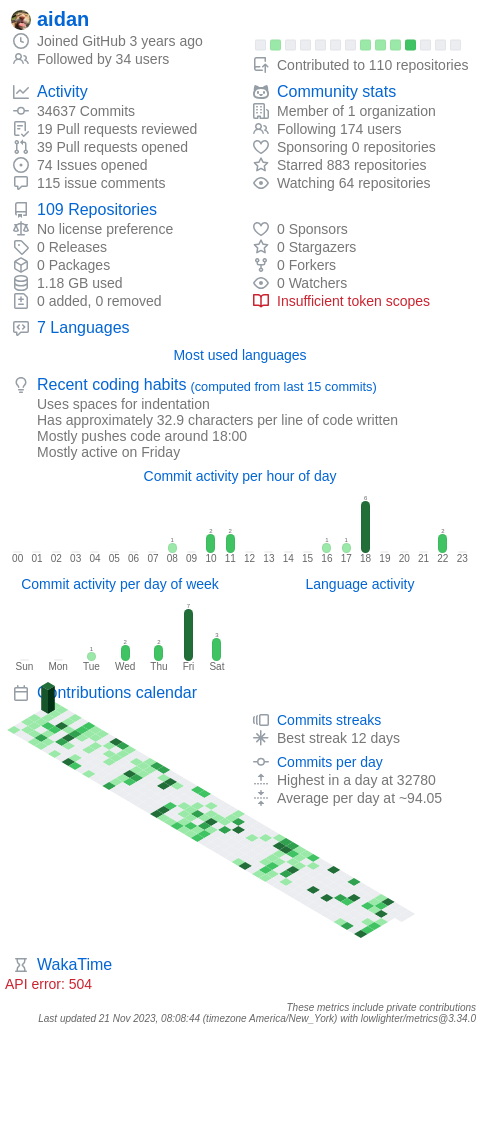 aidan
Joined GitHub 3 years ago
Followed by 34 users
Contributed to 110 repositories
Activity
34637 Commits
19 Pull requests reviewed
39 Pull requests opened
74 Issues opened
115 issue comments
Community stats
Member of 1 organization
Following 174 users
Sponsoring 0 repositories
Starred 883 repositories
Watching 64 repositories
109 Repositories
No license preference
0 Releases
0 Packages
1.18 GB used
0 added, 0 removed
0 Sponsors
0 Stargazers
0 Forkers
0 Watchers
Insufficient token scopes
7 Languages
Most used languages
Recent coding habits (computed from last 15 commits)
Uses spaces for indentation
Has approximately 32.9 characters per line of code written
Mostly pushes code around 18:00
Mostly active on Friday
Commit activity per hour of day
1 2 2 1 1 6 2
00 01 02 03 04 05 06 07 08 09 10 11 12 13 14 15 16 17 18 19 20 21 22 23
Commit activity per day of week
1 2 2 7 3
Sun Mon Tue Wed Thu Fri Sat
Language activity
Contributions calendar
Commits streaks
Best streak 12 days
Commits per day
Highest in a day at 32780
Average per day at ~94.05
WakaTime
API error: 504
These metrics include private contributions
Last updated 21 Nov 2023, 08:08:44 (timezone America/New_York) with lowlighter/metrics@3.34.0